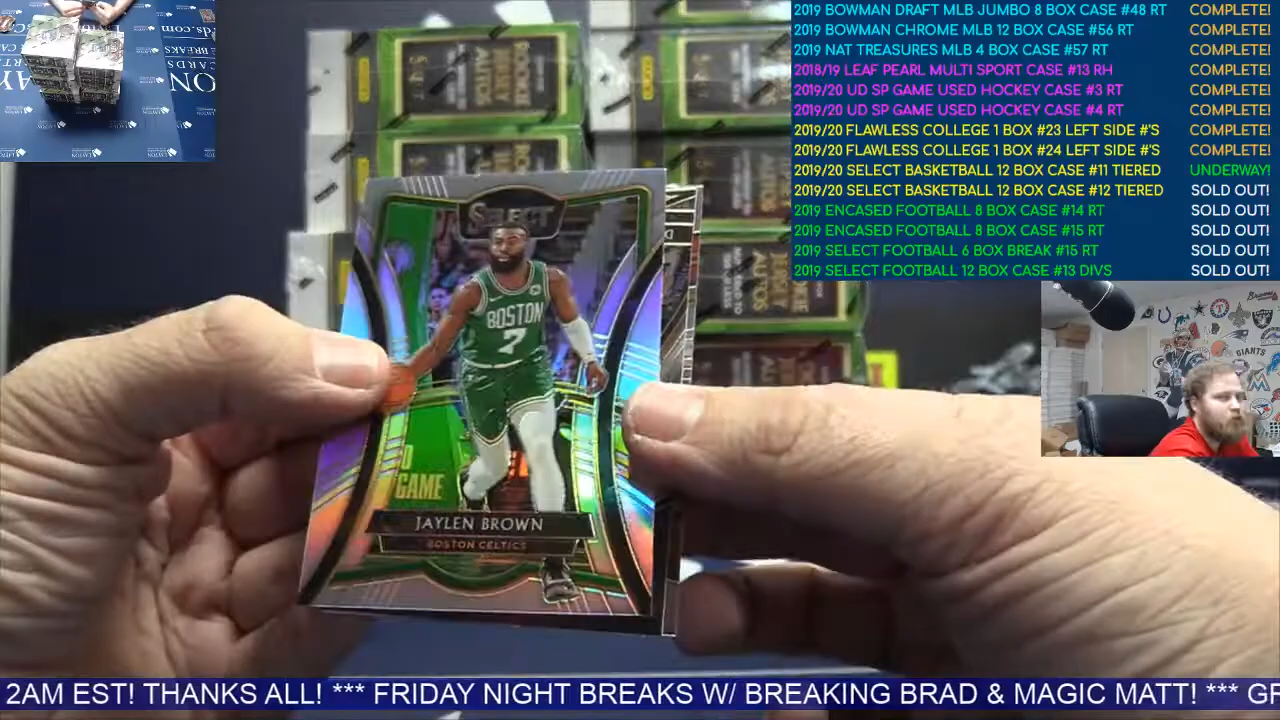 2019 BOWMAN DRAFT MLB JUMBO 8 BOX CASE #48 RT COMPLETE!
2019 BOWMAN CHROME MLB 12 BOX CASE #56 RT COMPLETE!
2019 NAT TREASURES MLB 4 BOX CASE #57 RT COMPLETE!
2018/19 LEAF PEARL MULTI SPORT CASE #13 RH COMPLETE!
2019/20 UD SP GAME USED HOCKEY CASE #3 RT COMPLETE!
2019/20 UD SP GAME USED HOCKEY CASE #4 RT COMPLETE!
2019/20 FLAWLESS COLLEGE 1 BOX #23 LEFT SIDE #'S COMPLETE!
2019/20 FLAWLESS COLLEGE 1 BOX #24 LEFT SIDE #'S COMPLETE!
2019/20 SELECT BASKETBALL 12 BOX CASE #11 TIERED UNDERWAY!
2019/20 SELECT BASKETBALL 12 BOX CASE #12 TIERED SOLD OUT!
2019 ENCASED FOOTBALL 8 BOX CASE #14 RT SOLD OUT!
2019 ENCASED FOOTBALL 8 BOX CASE #15 RT SOLD OUT!
2019 SELECT FOOTBALL 6 BOX BREAK #15 RT SOLD OUT!
2019 SELECT FOOTBALL 12 BOX CASE #13 DIVS SOLD OUT!
SELECT
BOSTON
7
GAME
JAYLEN BROWN
BOSTON CELTICS
ROOKIE
AUTOS
GIANTS
2AM EST! THANKS ALL! *** FRIDAY NIGHT BREAKS W/ BREAKING BRAD & MAGIC MATT! *** GF